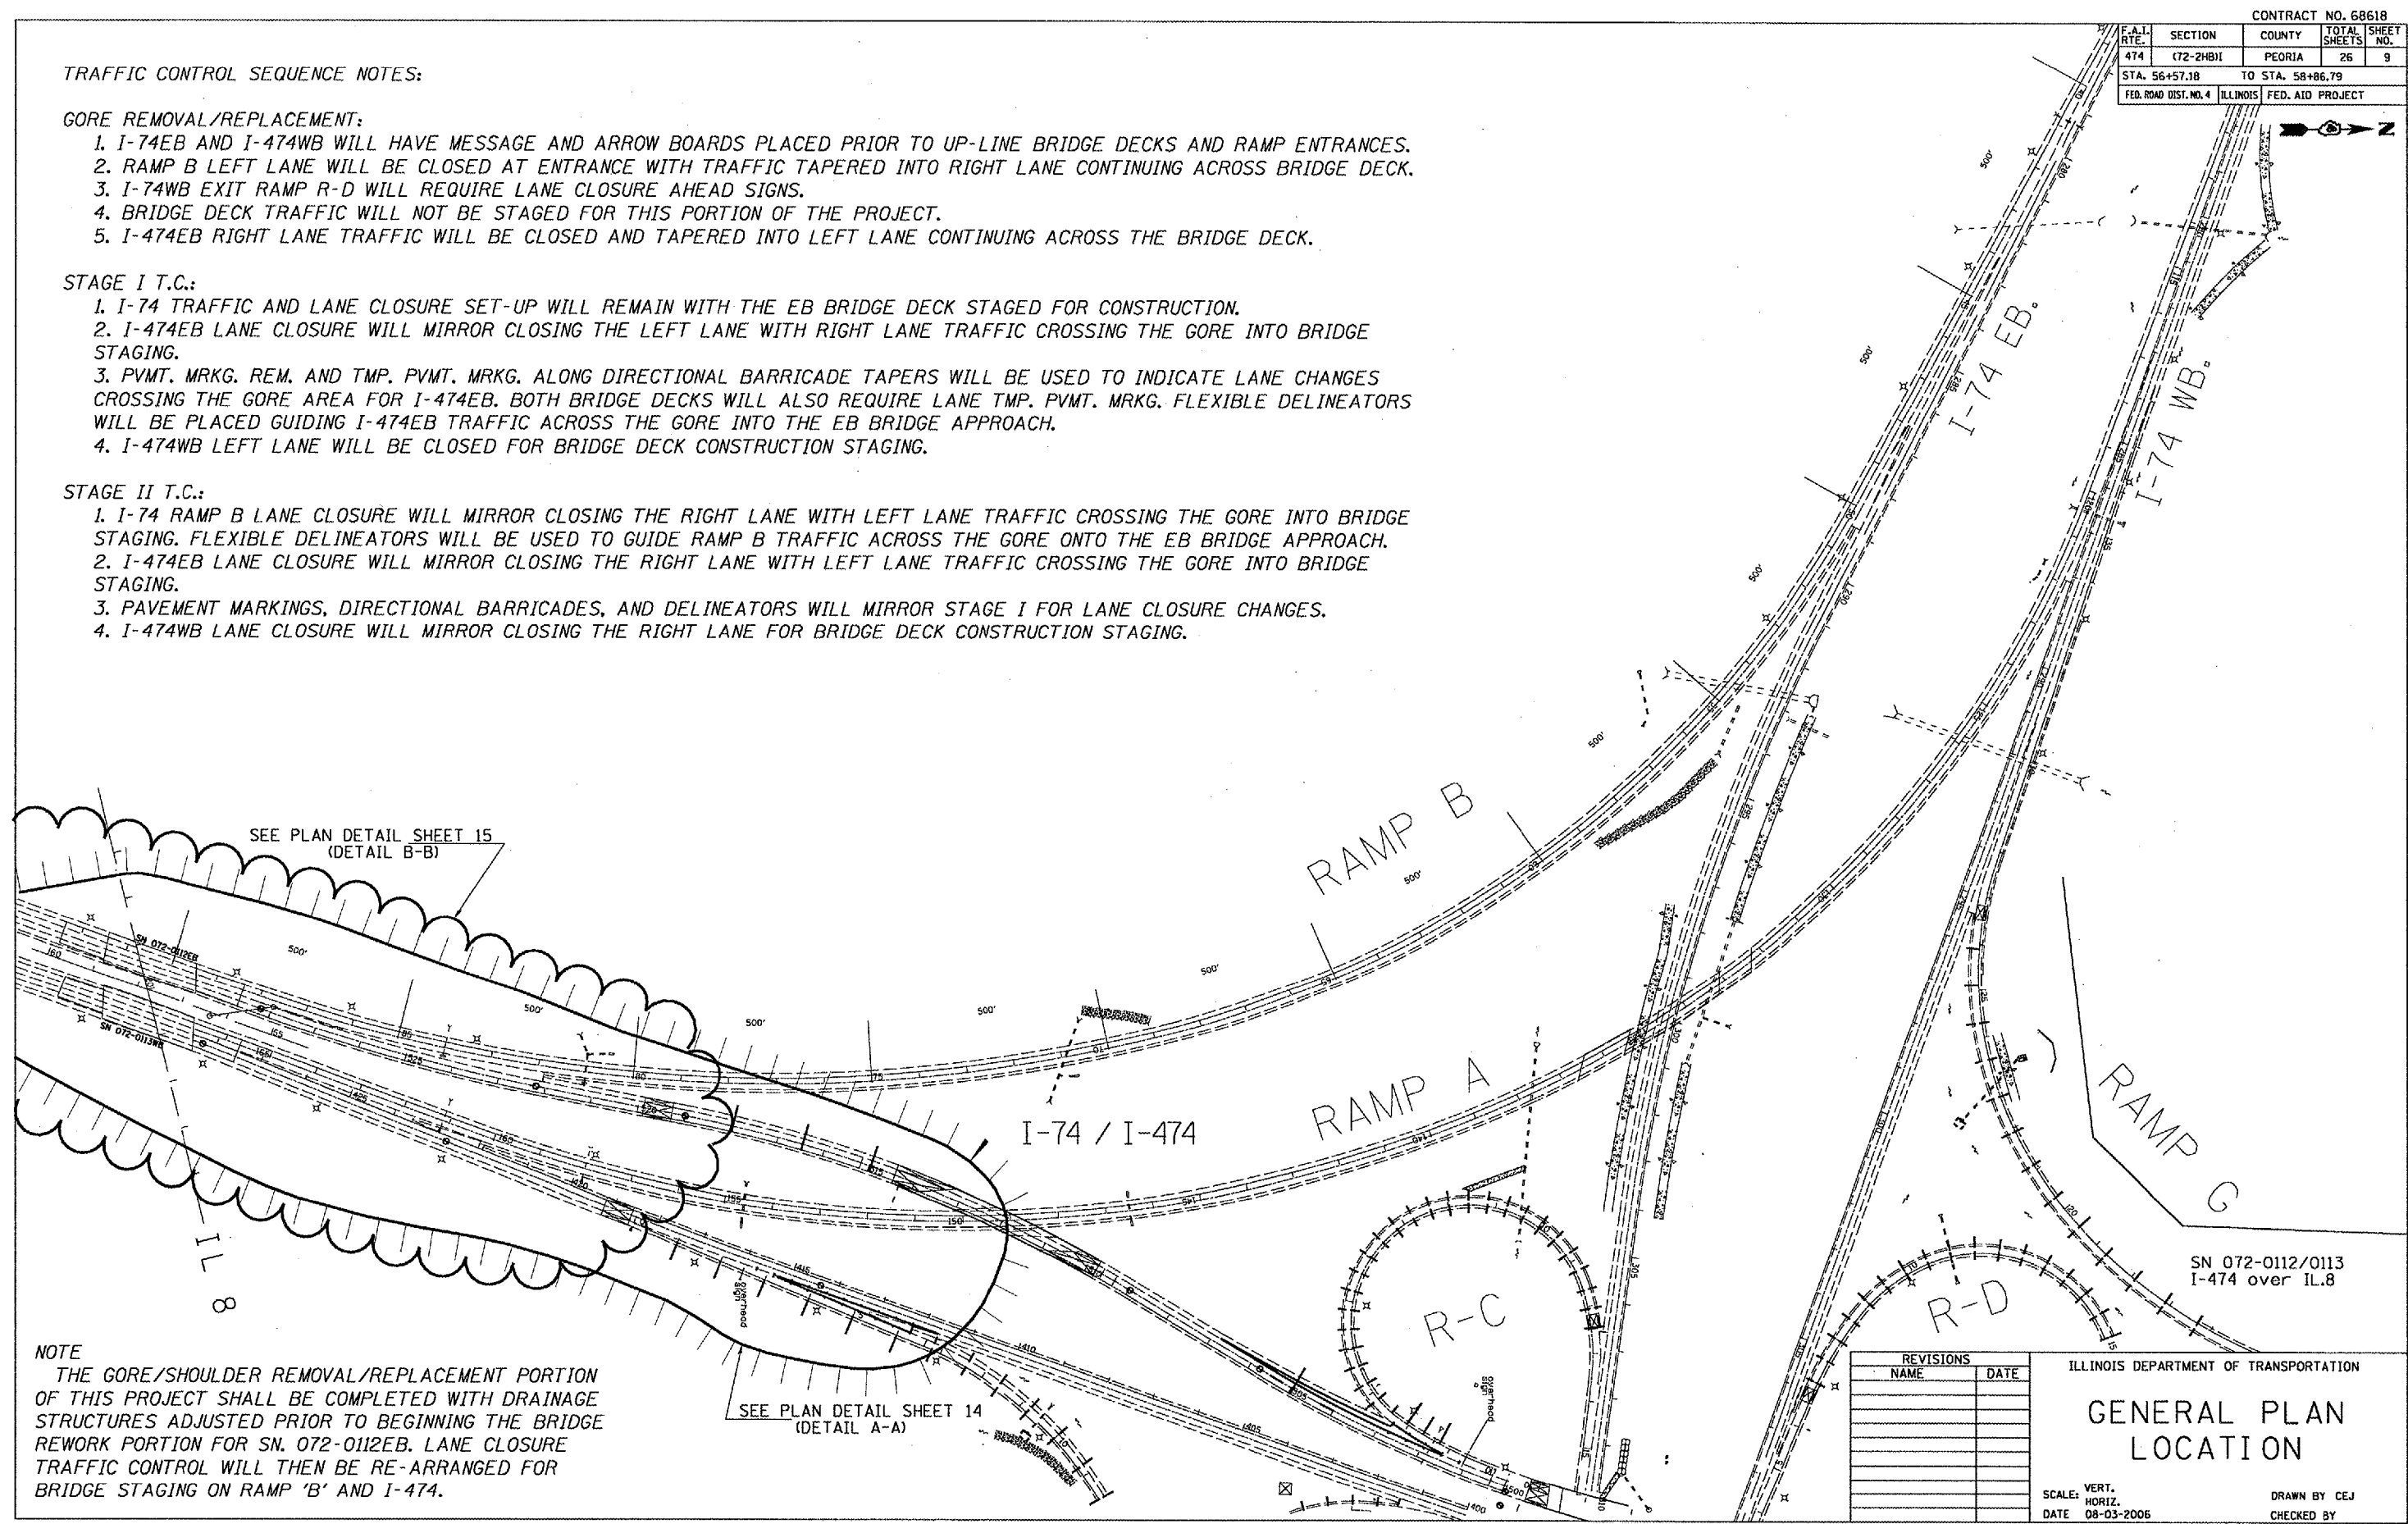 CONTRACT NO. 68618
F.A.I. RTE. SECTION COUNTY TOTAL SHEETS SHEET NO.
474 (72-2HB)I PEORIA 26 9
STA. 56+57.18 TO STA. 58+86.79
FED. ROAD DIST. NO. 4 ILLINOIS FED. AID PROJECT
N
TRAFFIC CONTROL SEQUENCE NOTES:
GORE REMOVAL/REPLACEMENT:
1. I-74EB AND I-474WB WILL HAVE MESSAGE AND ARROW BOARDS PLACED PRIOR TO UP-LINE BRIDGE DECKS AND RAMP ENTRANCES.
2. RAMP B LEFT LANE WILL BE CLOSED AT ENTRANCE WITH TRAFFIC TAPERED INTO RIGHT LANE CONTINUING ACROSS BRIDGE DECK.
3. I-74WB EXIT RAMP R-D WILL REQUIRE LANE CLOSURE AHEAD SIGNS.
4. BRIDGE DECK TRAFFIC WILL NOT BE STAGED FOR THIS PORTION OF THE PROJECT.
5. I-474EB RIGHT LANE TRAFFIC WILL BE CLOSED AND TAPERED INTO LEFT LANE CONTINUING ACROSS THE BRIDGE DECK.
STAGE I T.C.:
1. I-74 TRAFFIC AND LANE CLOSURE SET-UP WILL REMAIN WITH THE EB BRIDGE DECK STAGED FOR CONSTRUCTION.
2. I-474EB LANE CLOSURE WILL MIRROR CLOSING THE LEFT LANE WITH RIGHT LANE TRAFFIC CROSSING THE GORE INTO BRIDGE
STAGING.
3. PVMT. MRKG. REM. AND TMP. PVMT. MRKG. ALONG DIRECTIONAL BARRICADE TAPERS WILL BE USED TO INDICATE LANE CHANGES
CROSSING THE GORE AREA FOR I-474EB. BOTH BRIDGE DECKS WILL ALSO REQUIRE LANE TMP. PVMT. MRKG. FLEXIBLE DELINEATORS
WILL BE PLACED GUIDING I-474EB TRAFFIC ACROSS THE GORE INTO THE EB BRIDGE APPROACH.
4. I-474WB LEFT LANE WILL BE CLOSED FOR BRIDGE DECK CONSTRUCTION STAGING.
STAGE II T.C.:
1. I-74 RAMP B LANE CLOSURE WILL MIRROR CLOSING THE RIGHT LANE WITH LEFT LANE TRAFFIC CROSSING THE GORE INTO BRIDGE
STAGING. FLEXIBLE DELINEATORS WILL BE USED TO GUIDE RAMP B TRAFFIC ACROSS THE GORE ONTO THE EB BRIDGE APPROACH.
2. I-474EB LANE CLOSURE WILL MIRROR CLOSING THE RIGHT LANE WITH LEFT LANE TRAFFIC CROSSING THE GORE INTO BRIDGE
STAGING.
3. PAVEMENT MARKINGS, DIRECTIONAL BARRICADES, AND DELINEATORS WILL MIRROR STAGE I FOR LANE CLOSURE CHANGES.
4. I-474WB LANE CLOSURE WILL MIRROR CLOSING THE RIGHT LANE FOR BRIDGE DECK CONSTRUCTION STAGING.
I-74 EB.
I-74 WB.
500'
500'
500'
500'
500'
500'
500'
500'
500'
500'
RAMP B
RAMP A
RAMP G
I-74 / I-474
R-C
R-D
SEE PLAN DETAIL SHEET 15
(DETAIL B-B)
SN 072-0112EB
SN 072-0113WB
IL 8
overhead
sign
overhead
sign
SEE PLAN DETAIL SHEET 14
(DETAIL A-A)
SN 072-0112/0113
I-474 over IL.8
NOTE
THE GORE/SHOULDER REMOVAL/REPLACEMENT PORTION
OF THIS PROJECT SHALL BE COMPLETED WITH DRAINAGE
STRUCTURES ADJUSTED PRIOR TO BEGINNING THE BRIDGE
REWORK PORTION FOR SN. 072-0112EB. LANE CLOSURE
TRAFFIC CONTROL WILL THEN BE RE-ARRANGED FOR
BRIDGE STAGING ON RAMP 'B' AND I-474.
REVISIONS
NAME DATE
ILLINOIS DEPARTMENT OF TRANSPORTATION
GENERAL PLAN
LOCATION
SCALE: VERT.
HORIZ.
DATE 08-03-2006
DRAWN BY CEJ
CHECKED BY